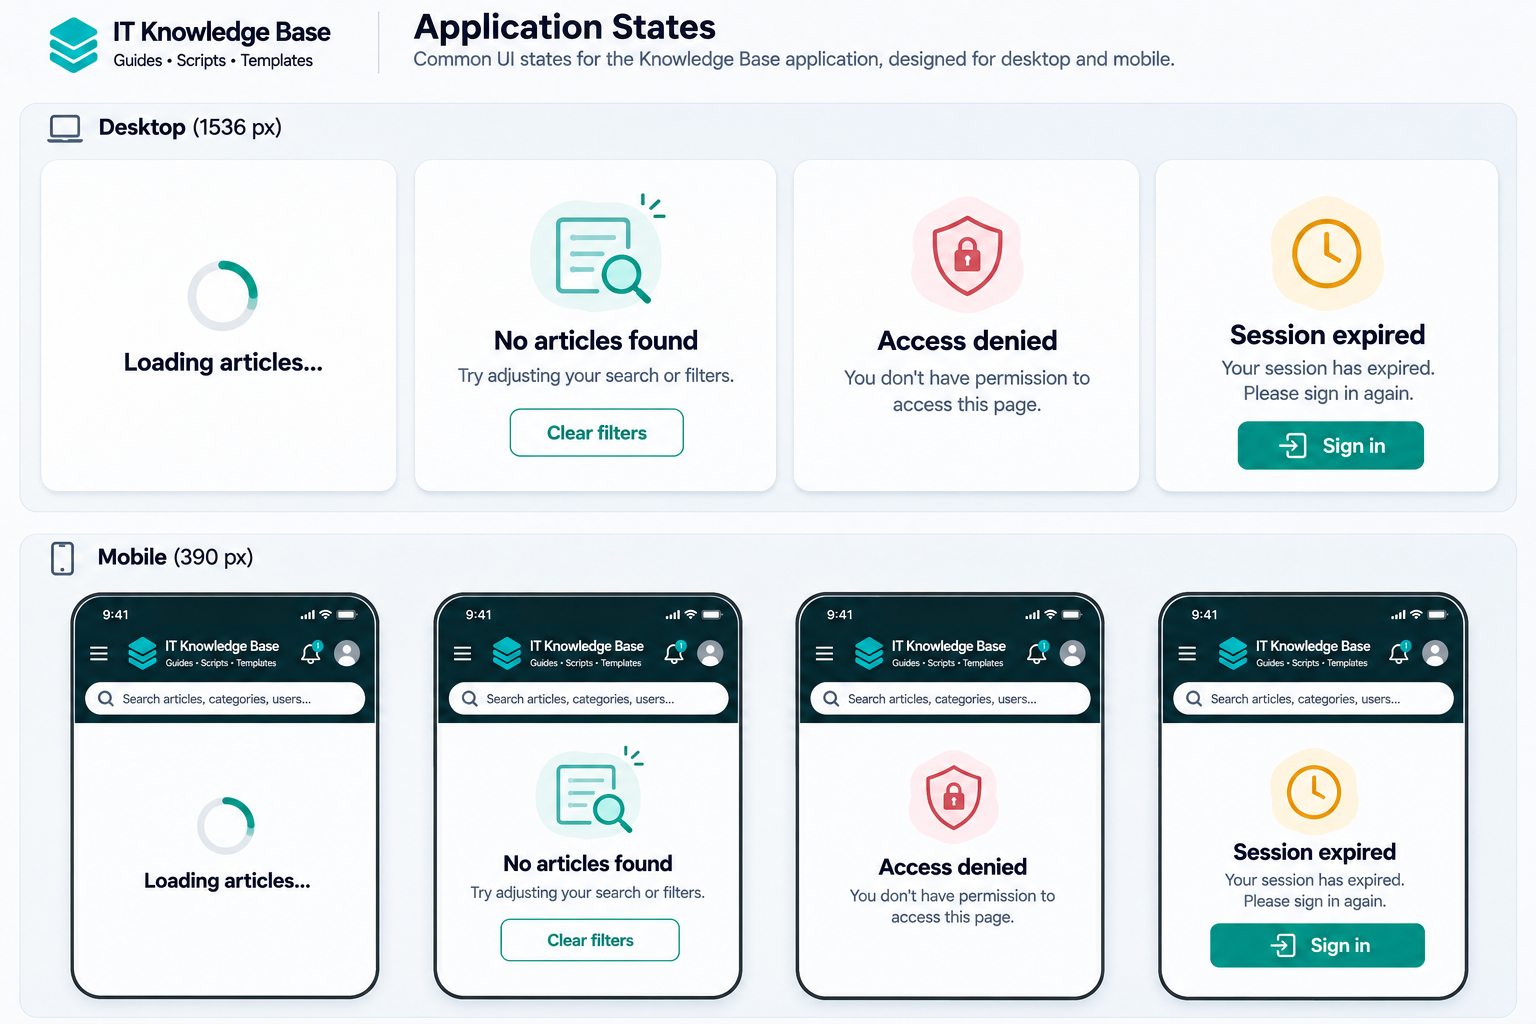 IT Knowledge Base
Guides • Scripts • Templates
Application States
Common UI states for the Knowledge Base application, designed for desktop and mobile.
Desktop (1536 px)
Loading articles...
No articles found
Try adjusting your search or filters.
Clear filters
Access denied
You don't have permission to
access this page.
Session expired
Your session has expired.
Please sign in again.
Sign in
Mobile (390 px)
9:41
IT Knowledge Base
Guides • Scripts • Templates
1
Search articles, categories, users...
Loading articles...
9:41
IT Knowledge Base
Guides • Scripts • Templates
1
Search articles, categories, users...
No articles found
Try adjusting your search or filters.
Clear filters
9:41
IT Knowledge Base
Guides • Scripts • Templates
1
Search articles, categories, users...
Access denied
You don't have permission to
access this page.
9:41
IT Knowledge Base
Guides • Scripts • Templates
1
Search articles, categories, users...
Session expired
Your session has expired.
Please sign in again.
Sign in